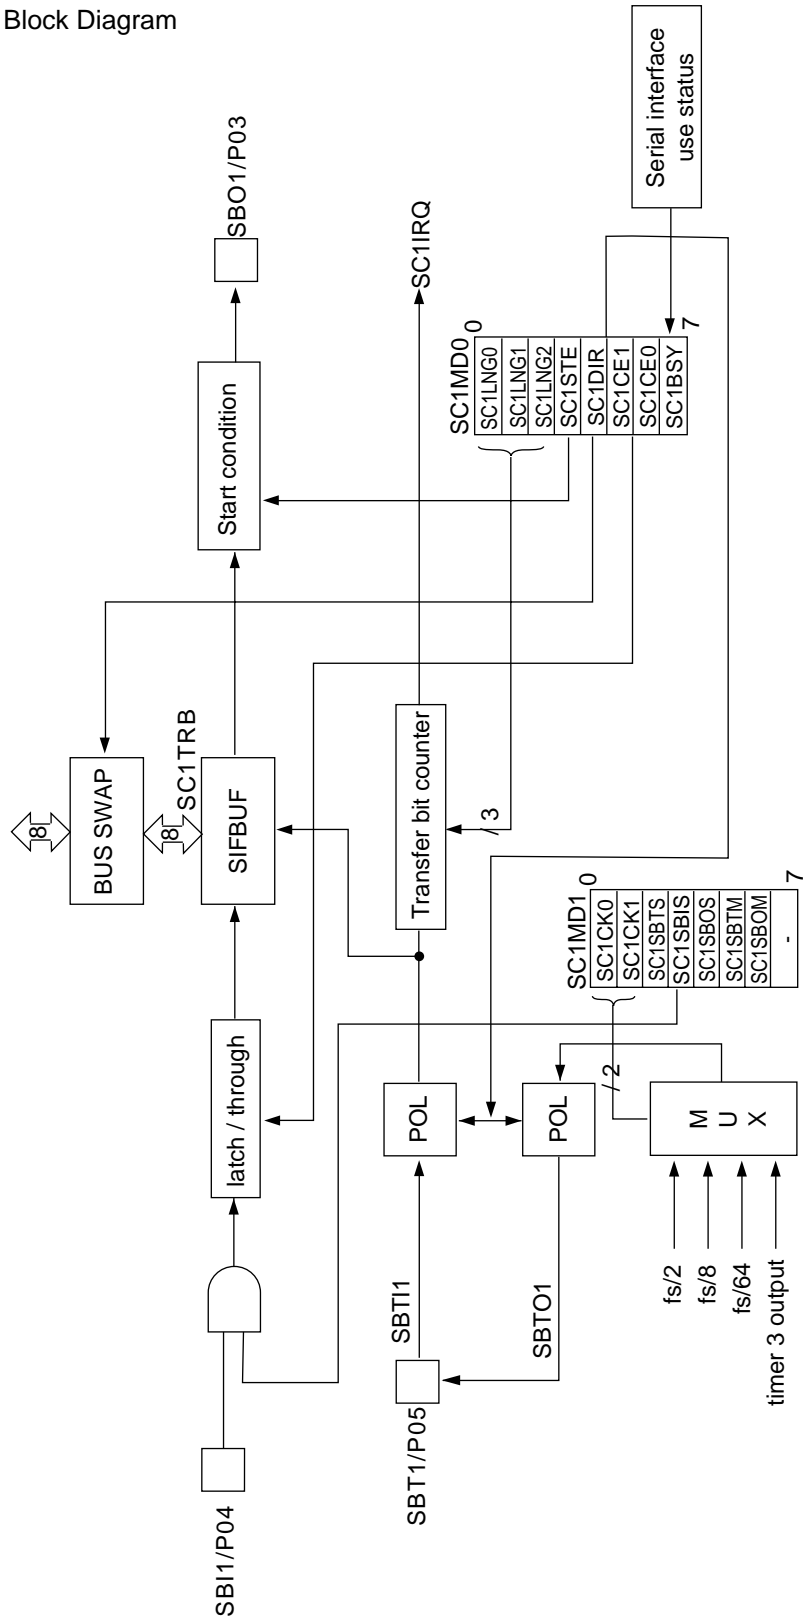 Block Diagram
8
BUS SWAP
8
SC1TRB
SBI1/P04
latch / through
SIFBUF
Start condition
SBO1/P03
SBT1/P05
SBTI1
SBTO1
POL
POL
Transfer bit counter
SC1IRQ
/ 3
/ 2
fs/2
fs/8
fs/64
timer 3 output
M
U
X
SC1MD1
0
SC1CK0
SC1CK1
SC1SBTS
SC1SBIS
SC1SBOS
SC1SBTM
SC1SBOM
-
7
SC1MD0
0
SC1LNG0
SC1LNG1
SC1LNG2
SC1STE
SC1DIR
SC1CE1
SC1CE0
SC1BSY
7
Serial interface
use status